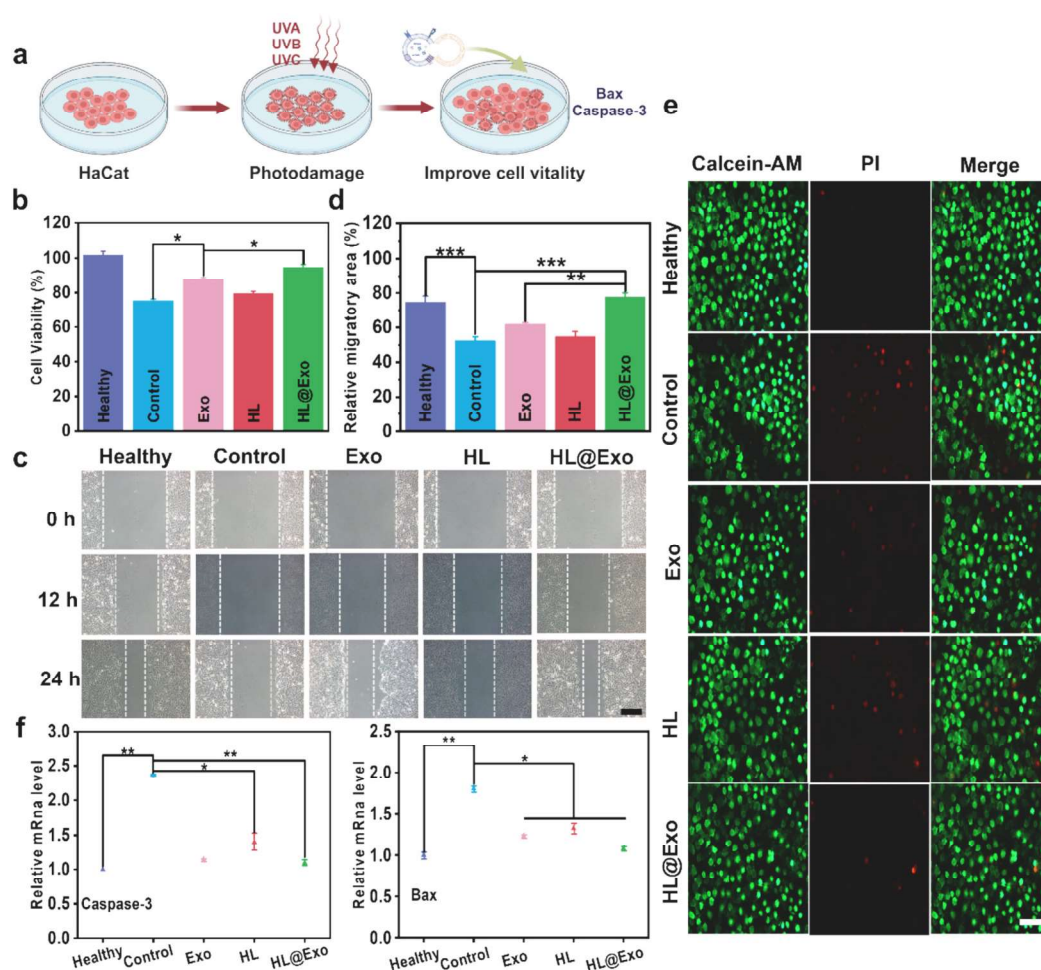 a
UVA
UVB
UVC
Bax
Caspase-3
HaCat
Photodamage
Improve cell vitality
b
120
100
80
60
40
20
0
Cell Viability (%)
*
*
Healthy
Control
Exo
HL
HL@Exo
d
120
100
80
60
40
20
0
Relative migratory area (%)
***
***
**
Healthy
Control
Exo
HL
HL@Exo
c
Healthy
Control
Exo
HL
HL@Exo
0 h
12 h
24 h
e
Calcein-AM
PI
Merge
Healthy
Control
Exo
HL
HL@Exo
f
3.0
2.5
2.0
1.5
1.0
0.5
0.0
Relative mRna level
**
**
*
Caspase-3
Healthy
Control
Exo
HL
HL@Exo
2.5
2.0
1.5
1.0
0.5
0.0
Relative mRna level
**
*
Bax
Healthy
Control
Exo
HL
HL@Exo